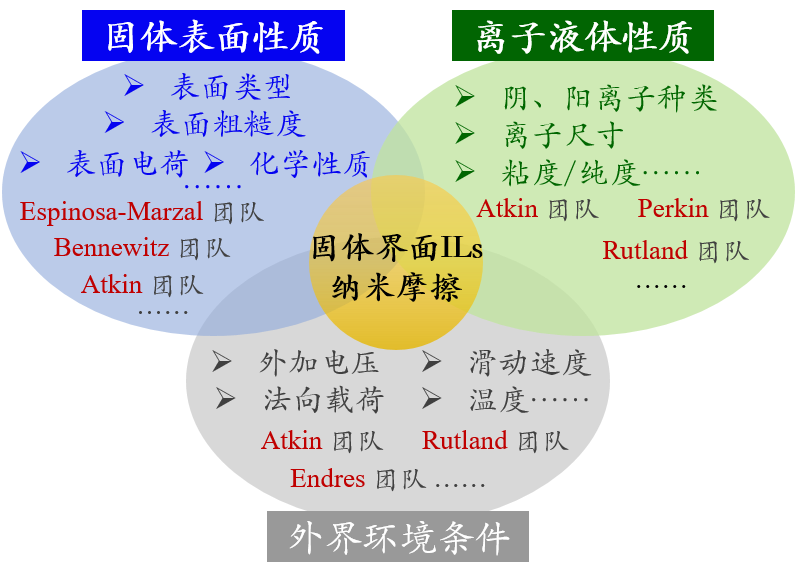 固体表面性质
➢ 表面类型
➢ 表面粗糙度
➢ 表面电荷 ➢ 化学性质
……
Espinosa-Marzal 团队
Bennewitz 团队
Atkin 团队
……
离子液体性质
➢ 阴、阳离子种类
➢ 离子尺寸
➢ 粘度/纯度……
Atkin 团队 Perkin 团队
Rutland 团队
……
固体界面ILs
纳米摩擦
➢ 外加电压 ➢ 滑动速度
➢ 法向载荷 ➢ 温度……
Atkin 团队 Rutland 团队
Endres 团队 ……
外界环境条件